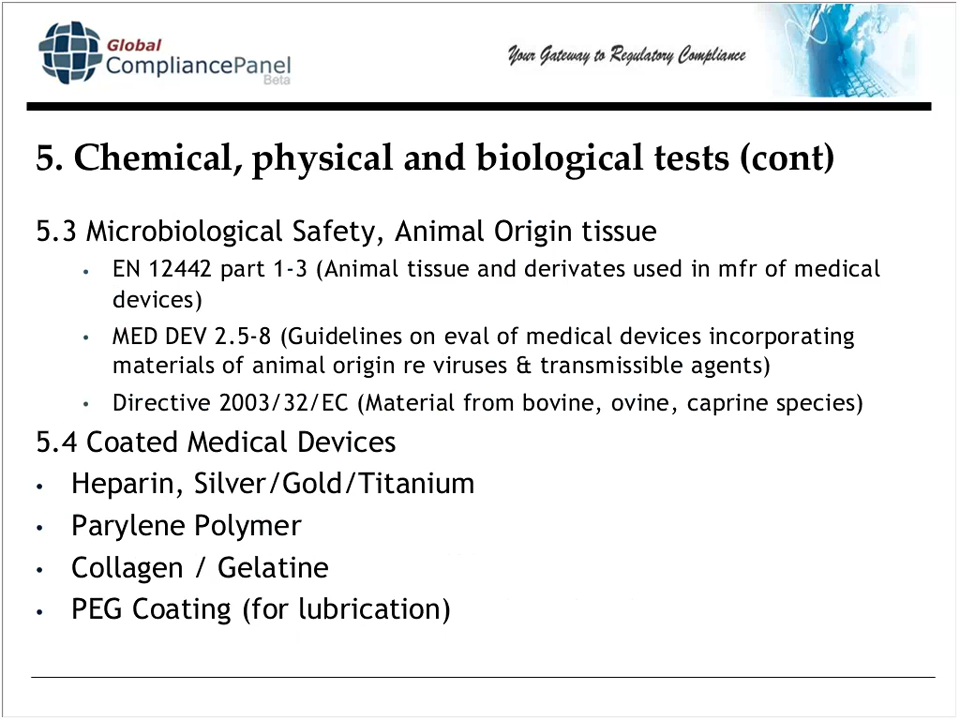 Global
CompliancePanel
Beta
Your Gateway to Regulatory Compliance
5. Chemical, physical and biological tests (cont)
5.3 Microbiological Safety, Animal Origin tissue
• EN 12442 part 1-3 (Animal tissue and derivates used in mfr of medical
devices)
• MED DEV 2.5-8 (Guidelines on eval of medical devices incorporating
materials of animal origin re viruses & transmissible agents)
• Directive 2003/32/EC (Material from bovine, ovine, caprine species)
5.4 Coated Medical Devices
• Heparin, Silver/Gold/Titanium
• Parylene Polymer
• Collagen / Gelatine
• PEG Coating (for lubrication)